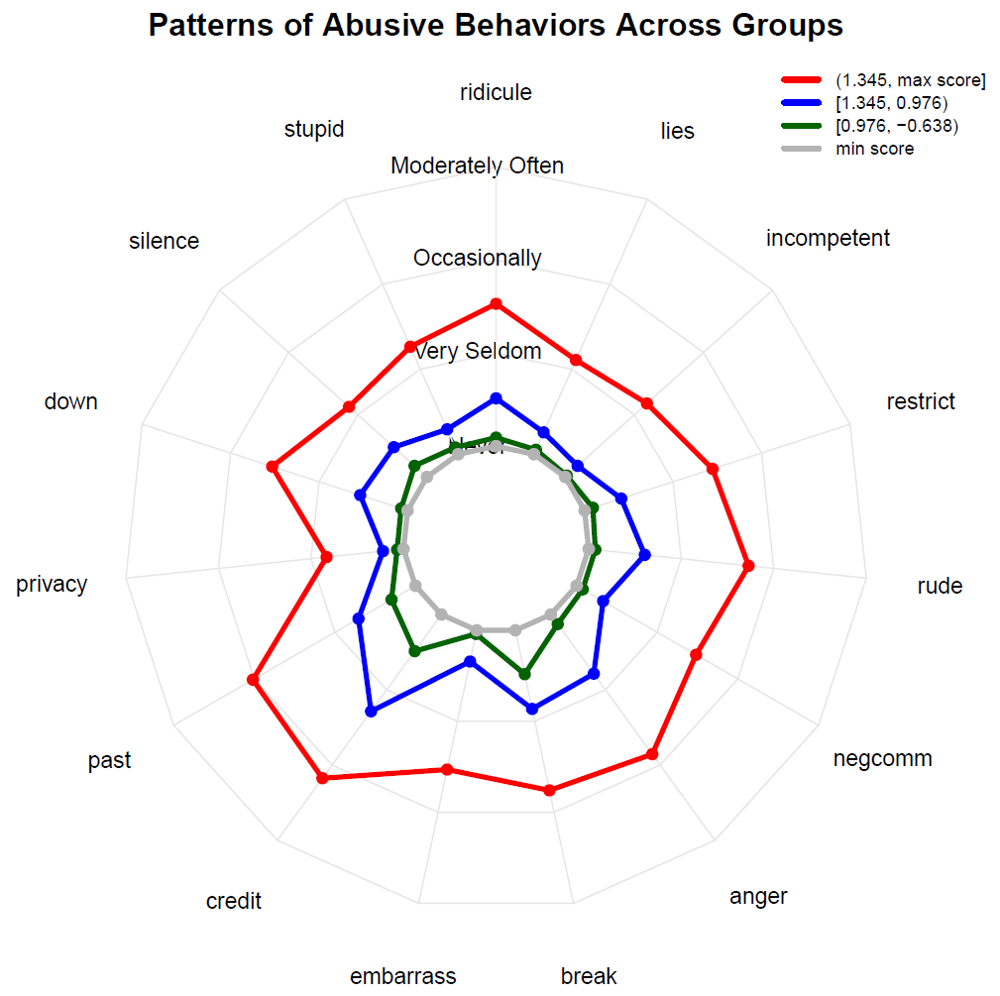 Patterns of Abusive Behaviors Across Groups
(1.345, max score]
[1.345, 0.976)
[0.976, −0.638)
min score
ridicule
stupid
lies
Moderately Often
silence
incompetent
Occasionally
Very Seldom
down
restrict
Never
privacy
rude
past
negcomm
credit
anger
embarrass
break